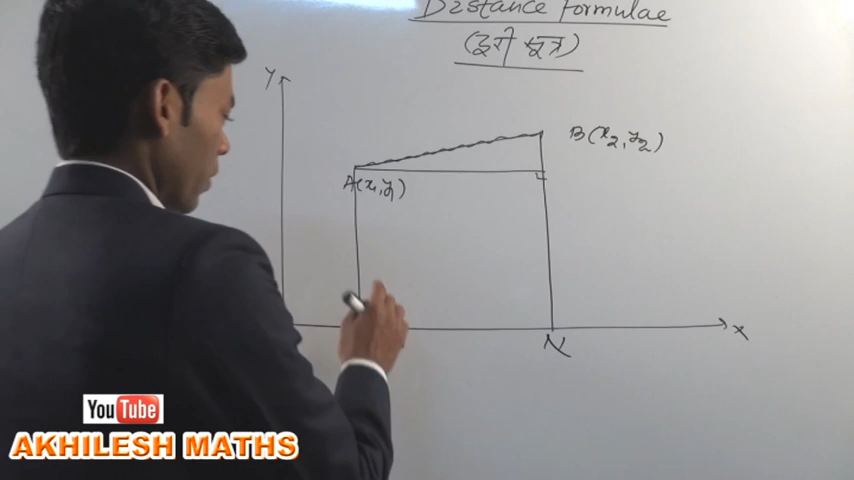 Distance formulae
(दूरी सूत्र)
Y
B(x₂,y₂)
A(x₁,y₁)
X
N
YouTube
AKHILESH MATHS